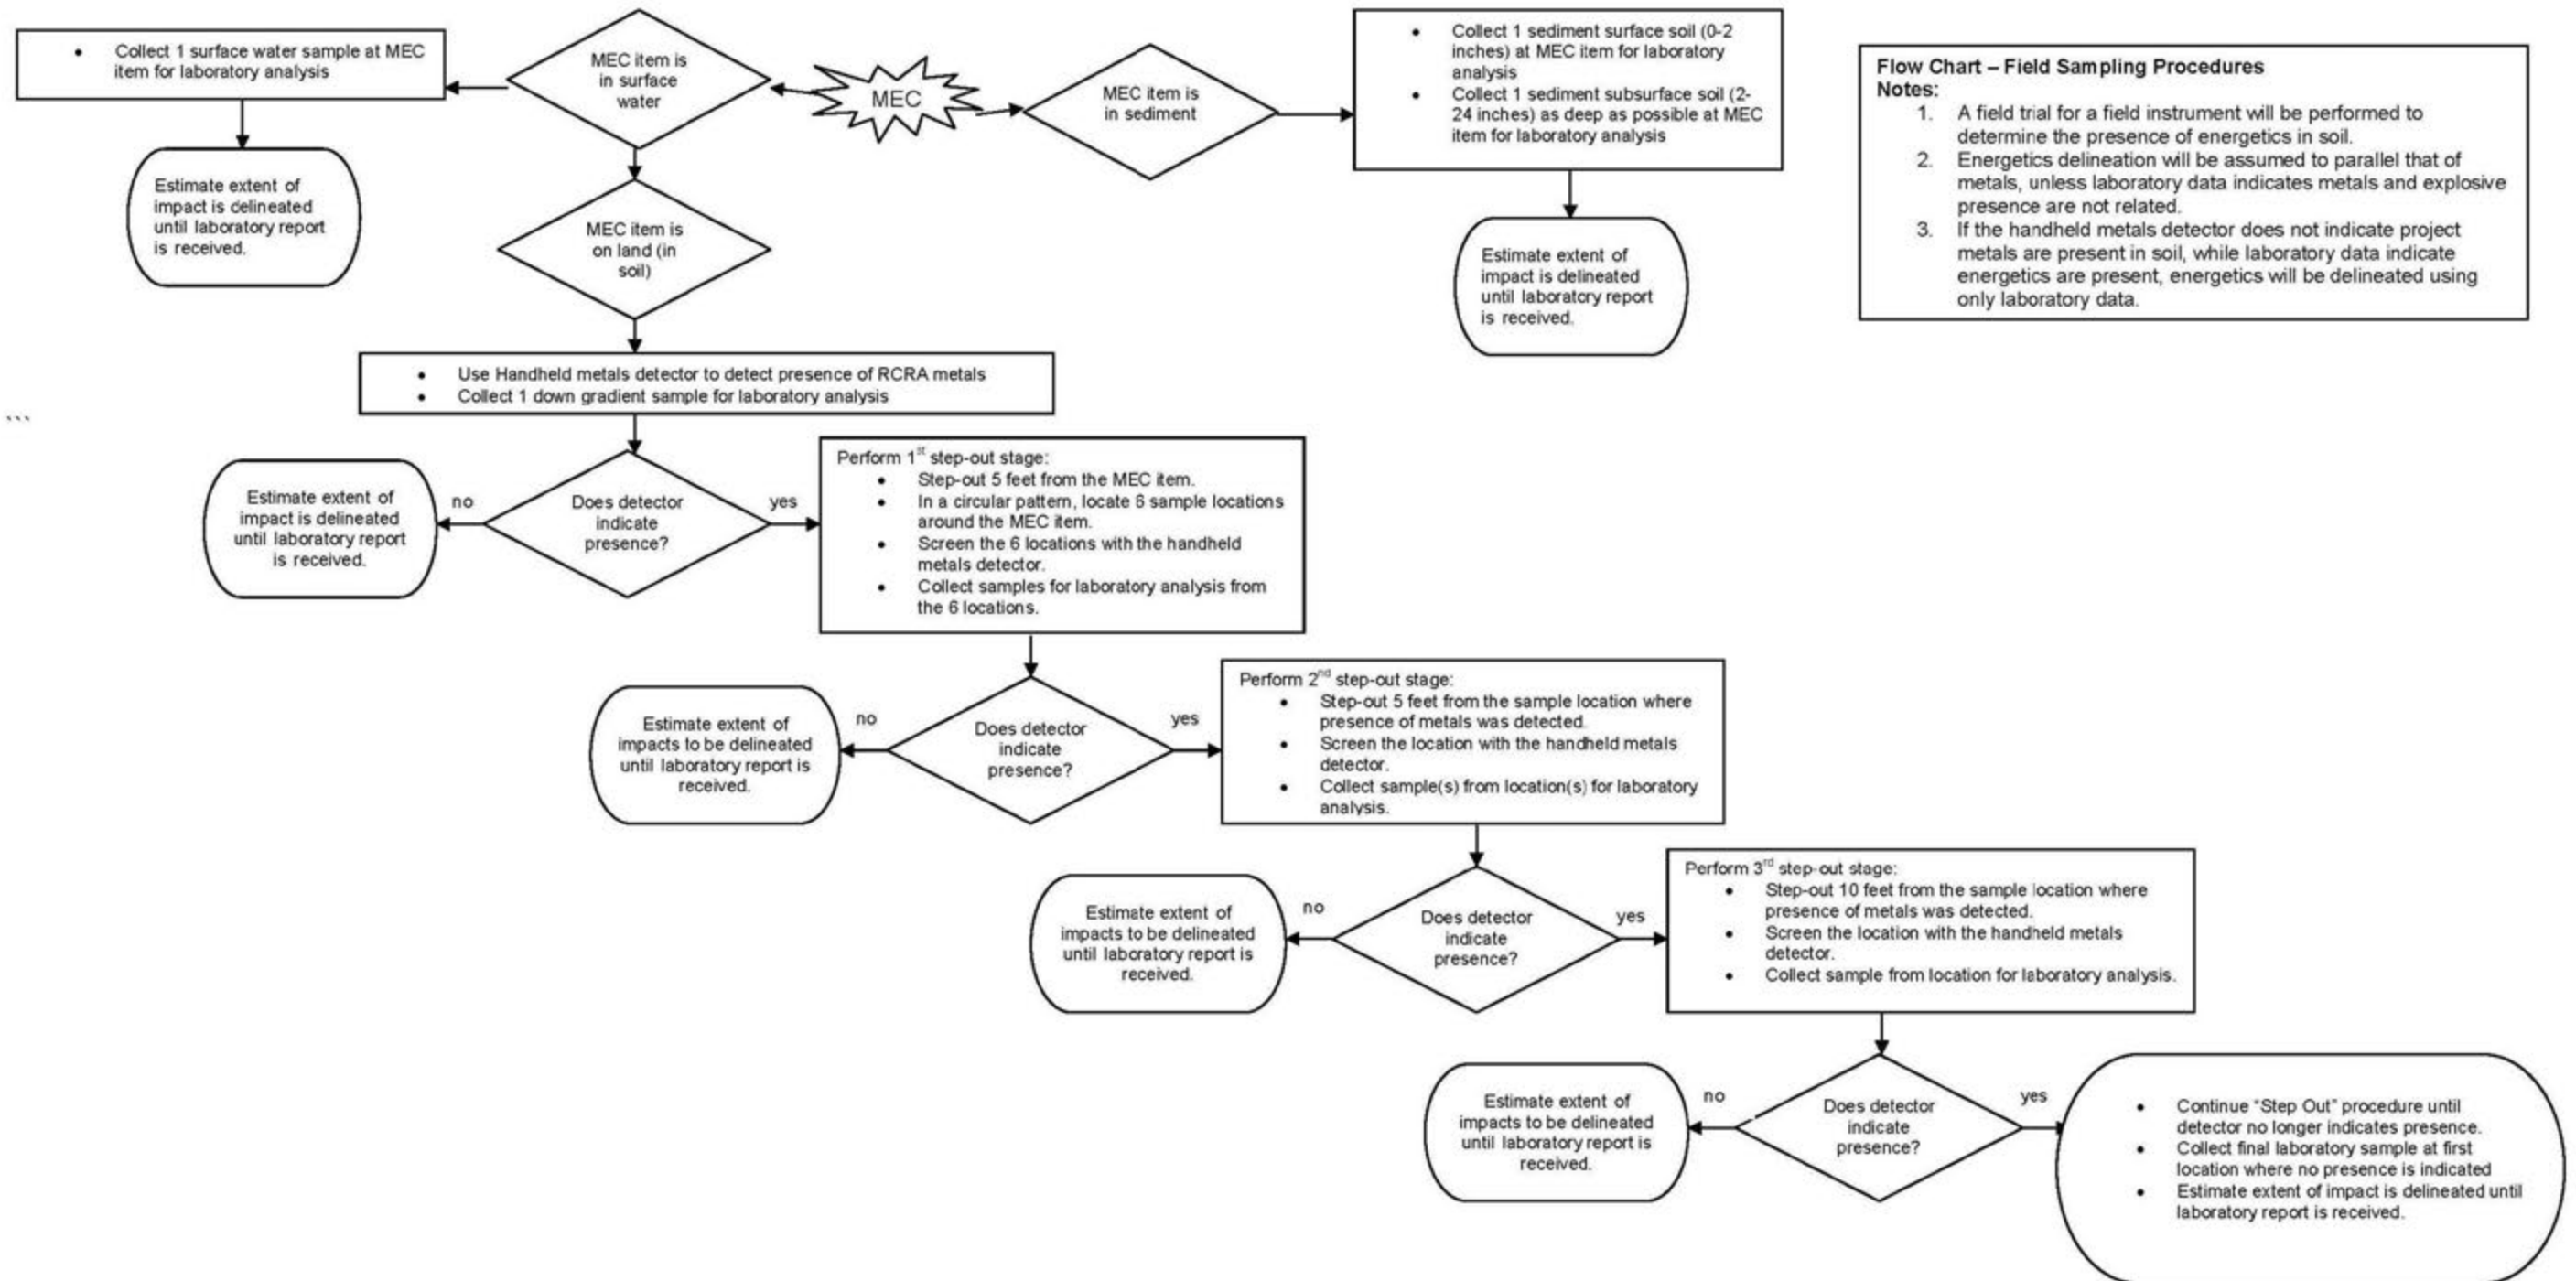 • Collect 1 surface water sample at MEC
item for laboratory analysis
MEC item is
in surface
water
MEC
MEC item is
in sediment
• Collect 1 sediment surface soil (0-2
inches) at MEC item for laboratory
analysis
• Collect 1 sediment subsurface soil (2-
24 inches) as deep as possible at MEC
item for laboratory analysis
Flow Chart – Field Sampling Procedures
Notes:
1. A field trial for a field instrument will be performed to
determine the presence of energetics in soil.
2. Energetics delineation will be assumed to parallel that of
metals, unless laboratory data indicates metals and explosive
presence are not related.
3. If the handheld metals detector does not indicate project
metals are present in soil, while laboratory data indicate
energetics are present, energetics will be delineated using
only laboratory data.
Estimate extent of
impact is delineated
until laboratory report
is received.
MEC item is
on land (in
soil)
Estimate extent of
impact is delineated
until laboratory report
is received.
• Use Handheld metals detector to detect presence of RCRA metals
• Collect 1 down gradient sample for laboratory analysis
```
Estimate extent of
impact is delineated
until laboratory report
is received.
no
Does detector
indicate
presence?
yes
Perform 1st step-out stage:
• Step-out 5 feet from the MEC item.
• In a circular pattern, locate 6 sample locations
around the MEC item.
• Screen the 6 locations with the handheld
metals detector.
• Collect samples for laboratory analysis from
the 6 locations.
Estimate extent of
impacts to be delineated
until laboratory report is
received.
no
Does detector
indicate
presence?
yes
Perform 2nd step-out stage:
• Step-out 5 feet from the sample location where
presence of metals was detected.
• Screen the location with the handheld metals
detector.
• Collect sample(s) from location(s) for laboratory
analysis.
Estimate extent of
impacts to be delineated
until laboratory report is
received.
no
Does detector
indicate
presence?
yes
Perform 3rd step-out stage:
• Step-out 10 feet from the sample location where
presence of metals was detected.
• Screen the location with the handheld metals
detector.
• Collect sample from location for laboratory analysis.
Estimate extent of
impacts to be delineated
until laboratory report is
received.
no
Does detector
indicate
presence?
yes
• Continue "Step Out" procedure until
detector no longer indicates presence.
• Collect final laboratory sample at first
location where no presence is indicated
• Estimate extent of impact is delineated until
laboratory report is received.